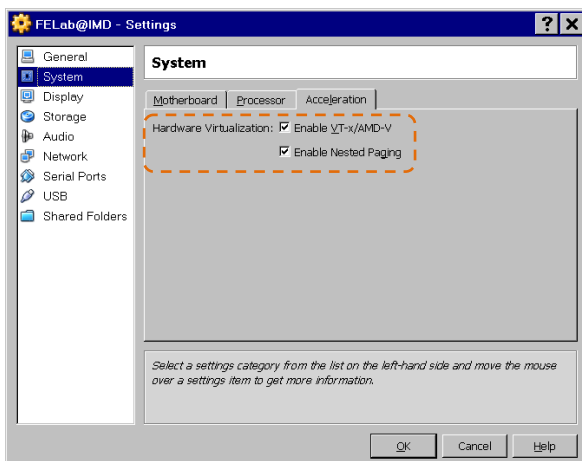 FELab@IMD - Settings
General
System
Display
Storage
Audio
Network
Serial Ports
USB
Shared Folders
System
Motherboard Processor Acceleration
Hardware Virtualization: Enable VT-x/AMD-V
Enable Nested Paging
Select a settings category from the list on the left-hand side and move the mouse
over a settings item to get more information.
OK Cancel Help